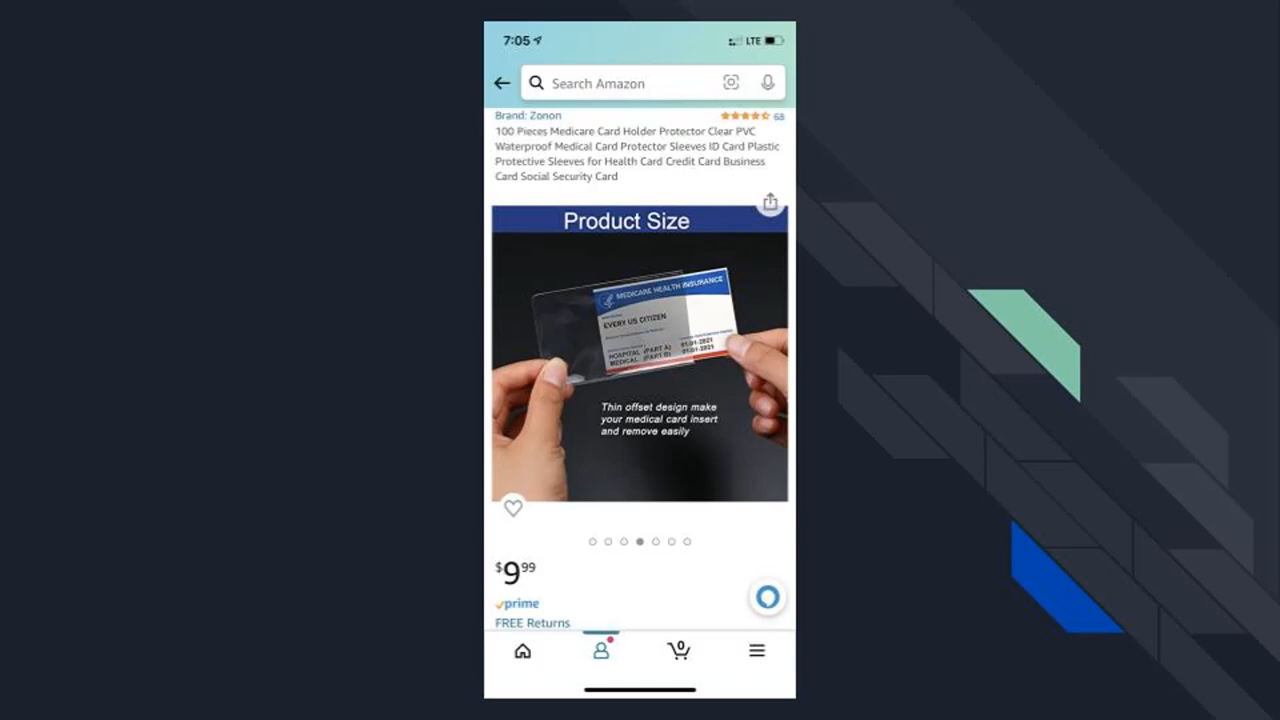 7:05
LTE
Search Amazon
Brand: Zonon
68
100 Pieces Medicare Card Holder Protector Clear PVC
Waterproof Medical Card Protector Sleeves ID Card Plastic
Protective Sleeves for Health Card Credit Card Business
Card Social Security Card
Product Size
MEDICARE HEALTH INSURANCE
EVERY US CITIZEN
HOSPITAL (PART A)
01-01-2021
MEDICAL (PART B)
01-01-2021
Thin offset design make
your medical card insert
and remove easily
$9 99
prime
FREE Returns
0